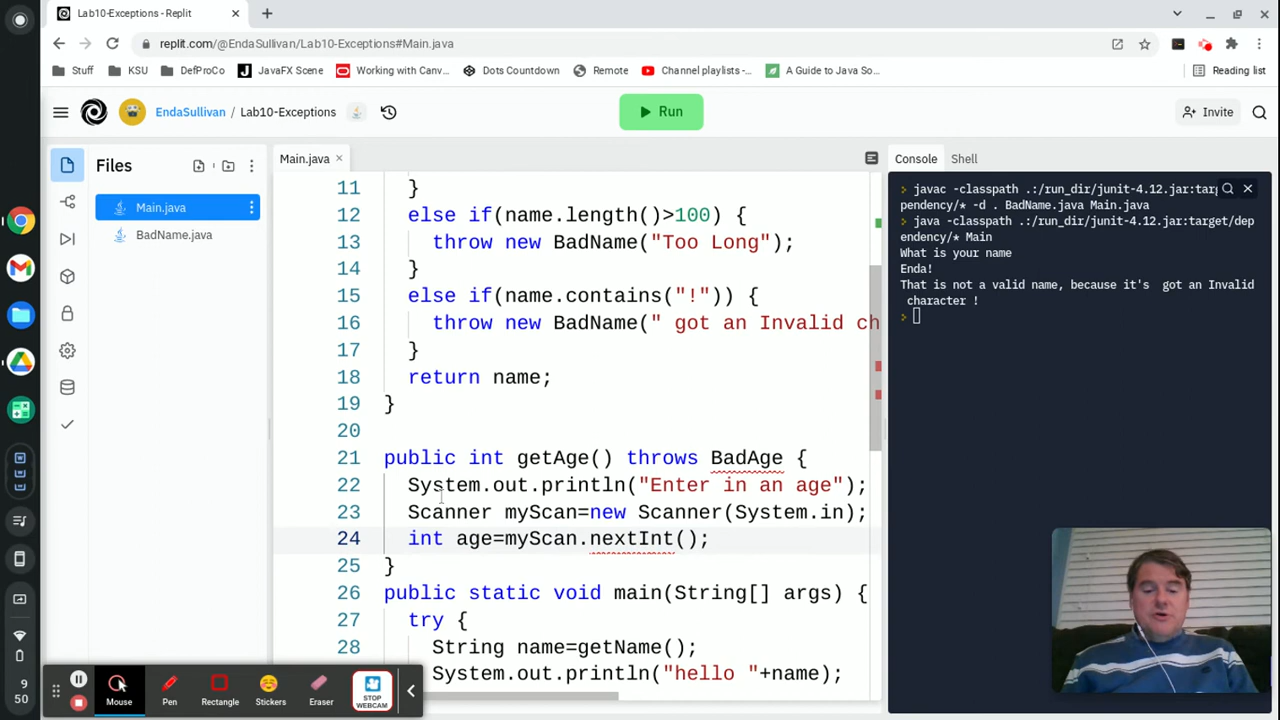 Lab10-Exceptions - Replit
replit.com/@EndaSullivan/Lab10-Exceptions#Main.java
Stuff KSU DefProCo JavaFX Scene Working with Canv... Dots Countdown Remote Channel playlists -... A Guide to Java So... Reading list
EndaSullivan / Lab10-Exceptions Run Invite
Files
Main.java
BadName.java
Main.java
11 }
12 else if(name.length()>100) {
13 throw new BadName("Too Long");
14 }
15 else if(name.contains("!")) {
16 throw new BadName(" got an Invalid ch
17 }
18 return name;
19 }
20
21 public int getAge() throws BadAge {
22 System.out.println("Enter in an age");
23 Scanner myScan=new Scanner(System.in);
24 int age=myScan.nextInt();
25 }
26 public static void main(String[] args) {
27 try {
28 String name=getName();
System.out.println("hello "+name);
Console Shell
javac -classpath .:/run_dir/junit-4.12.jar:targ
pendency/* -d . BadName.java Main.java
java -classpath .:/run_dir/junit-4.12.jar:target/dep
endency/* Main
What is your name
Enda!
That is not a valid name, because it's  got an Invalid
character !
9
50
Mouse Pen Rectangle Stickers Eraser STOP WEBCAM